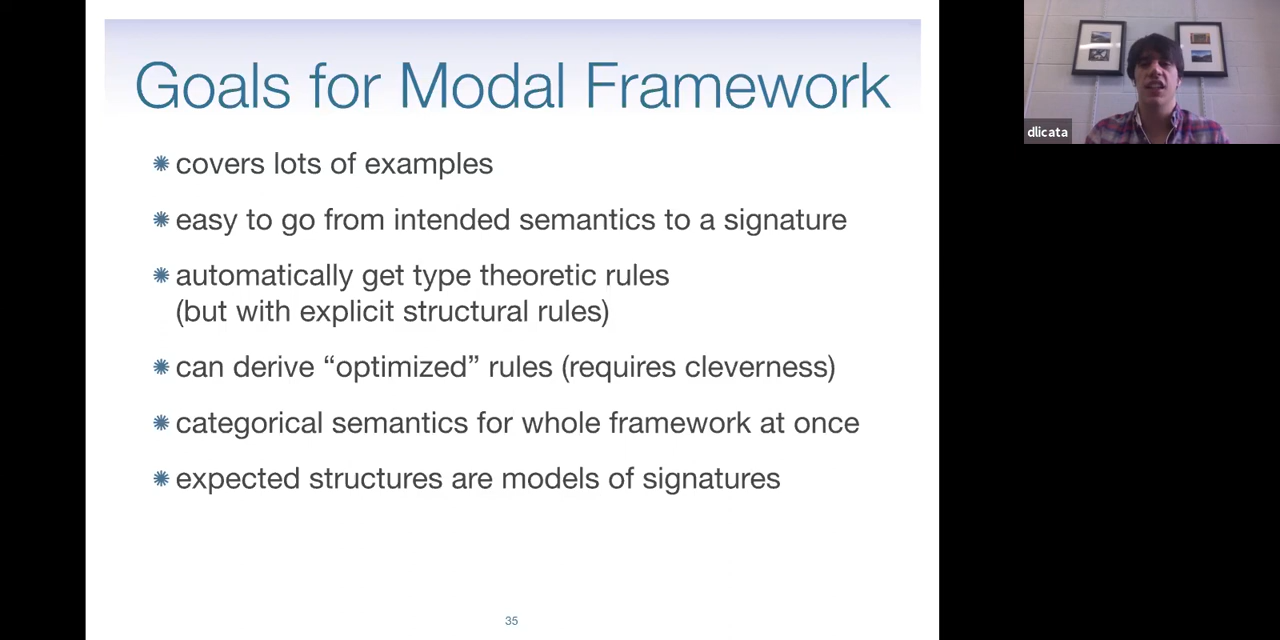 Goals for Modal Framework
covers lots of examples
easy to go from intended semantics to a signature
automatically get type theoretic rules
(but with explicit structural rules)
can derive “optimized” rules (requires cleverness)
categorical semantics for whole framework at once
expected structures are models of signatures
35
dlicata